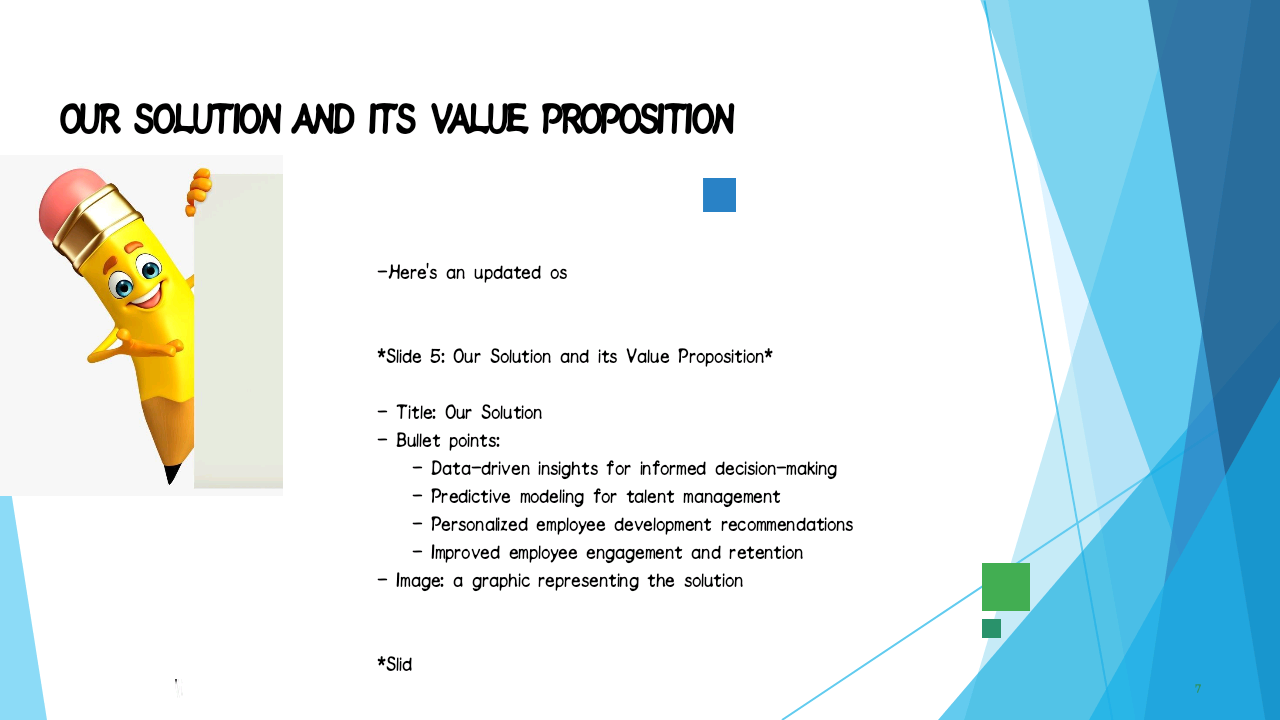 OUR SOLUTION AND ITS VALUE PROPOSITION
-Here's an updated os
*Slide 5: Our Solution and its Value Proposition*
- Title: Our Solution
- Bullet points:
- Data-driven insights for informed decision-making
- Predictive modeling for talent management
- Personalized employee development recommendations
- Improved employee engagement and retention
- Image: a graphic representing the solution
*Slid
7